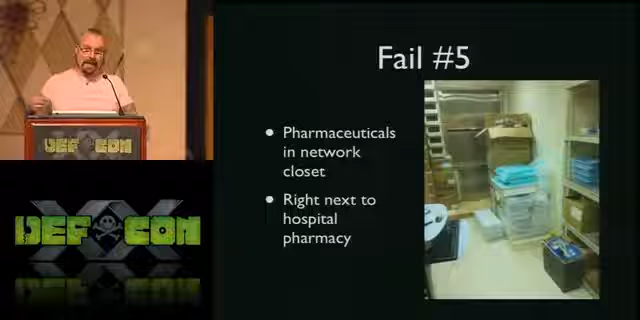 DEF CON
DEF CON
XX
Fail #5
Pharmaceuticals
in network
closet
Right next to
hospital
pharmacy